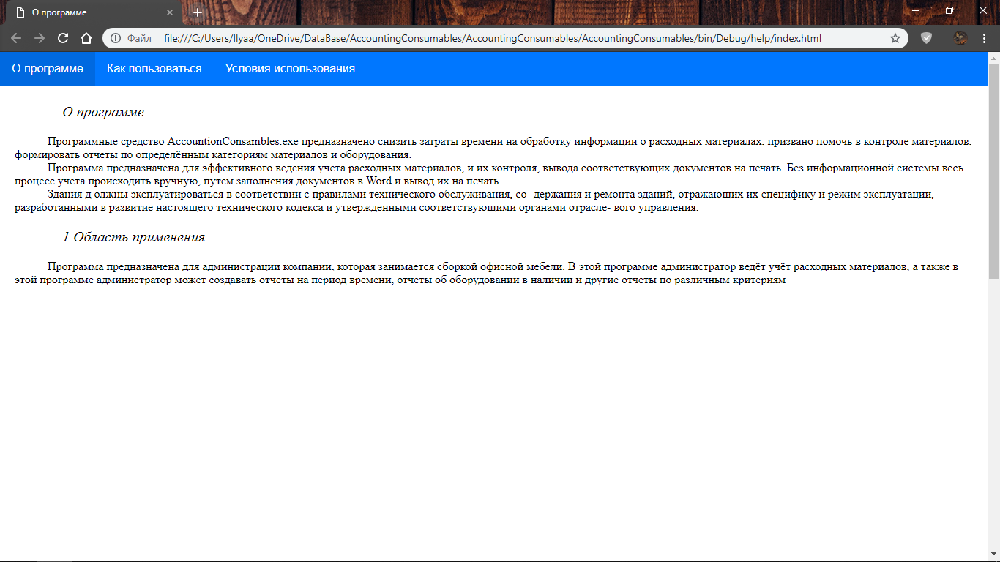 О программе
Файл
file:///C:/Users/Ilyaa/OneDrive/DataBase/AccountingConsumables/AccountingConsumables/AccountingConsumables/bin/Debug/help/index.html
О программе Как пользоваться Условия использования
О программе
Программные средство AccountionConsambles.exe предназначено снизить затраты времени на обработку информации о расходных материалах, призвано помочь в контроле материалов,
формировать отчеты по определённым категориям материалов и оборудования.
Программа предназначена для эффективного ведения учета расходных материалов, и их контроля, вывода соответствующих документов на печать. Без информационной системы весь
процесс учета происходить вручную, путем заполнения документов в Word и вывод их на печать.
Здания д олжны эксплуатироваться в соответствии с правилами технического обслуживания, со- держания и ремонта зданий, отражающих их специфику и режим эксплуатации,
разработанными в развитие настоящего технического кодекса и утвержденными соответствующими органами отрасле- вого управления.
1 Область применения
Программа предназначена для администрации компании, которая занимается сборкой офисной мебели. В этой программе администратор ведёт учёт расходных материалов, а также в
этой программе администратор может создавать отчёты на период времени, отчёты об оборудовании в наличии и другие отчёты по различным критериям